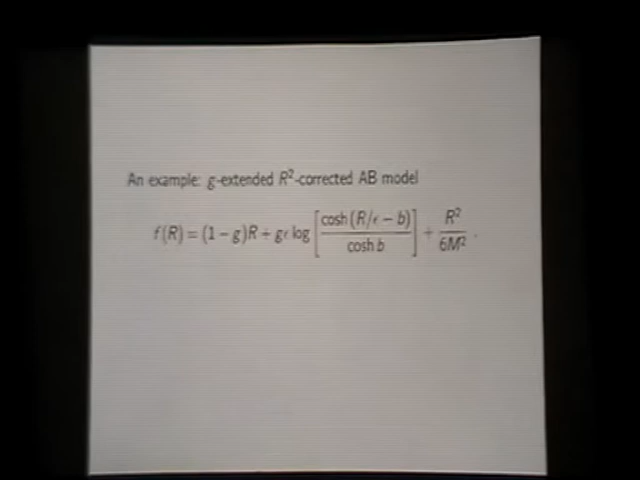 An example: g-extended R²-corrected AB model
f(R) = (1 − g)R + gϵ log [cosh (R/ϵ − b) / cosh b] + R² / 6M² .